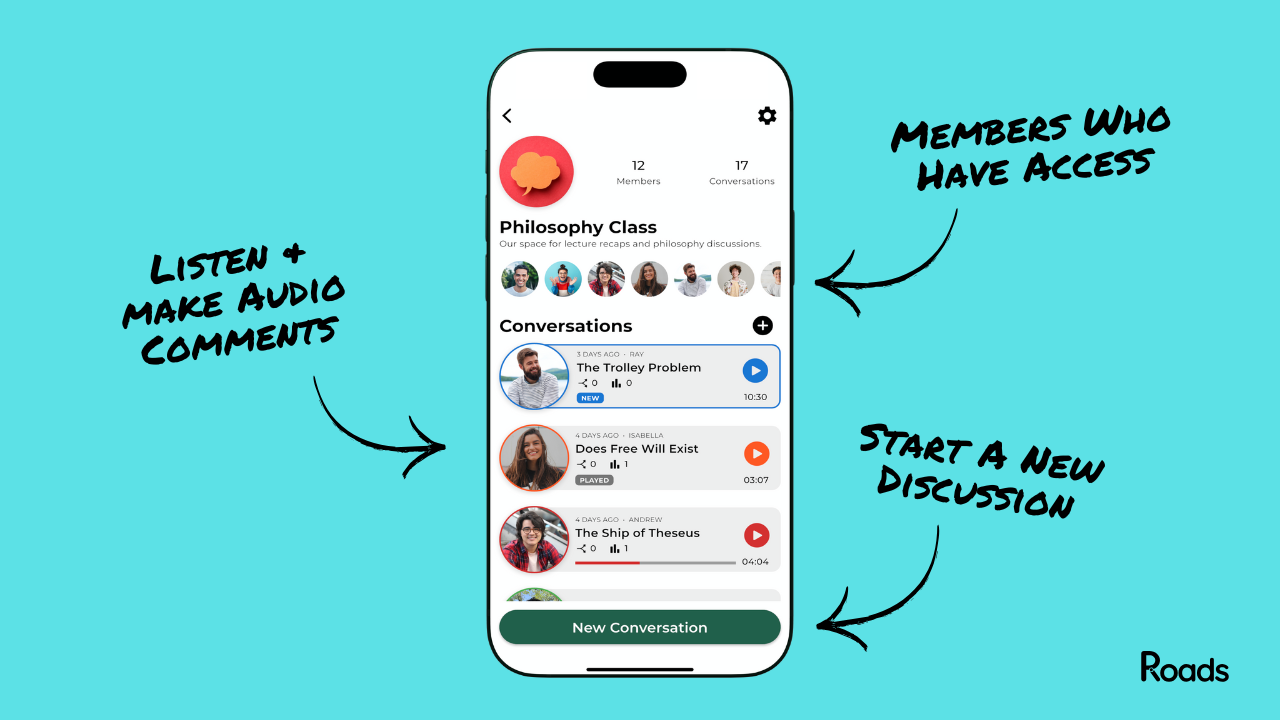 Members Who
Have Access
12
Members
17
Conversations
Philosophy Class
Our space for lecture recaps and philosophy discussions.
Listen &
make Audio
Comments
Conversations
3 DAYS AGO • RAY
The Trolley Problem
0 0
NEW
10:30
4 DAYS AGO • ISABELLA
Does Free Will Exist
0 1
PLAYED
03:07
4 DAYS AGO • ANDREW
The Ship of Theseus
0 1
04:04
Start A New
Discussion
New Conversation
Roads